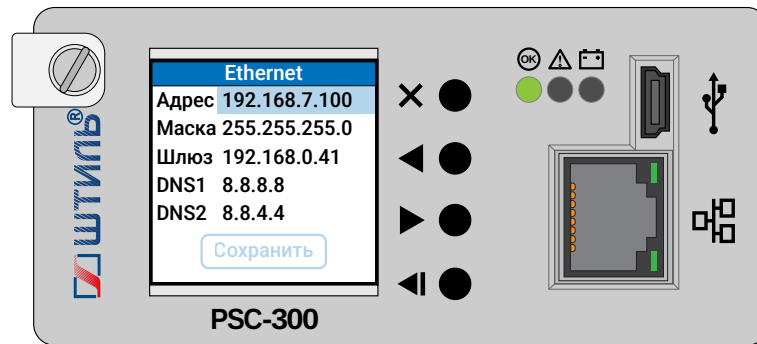 ШТИЛЬ®
Ethernet
Адрес 192.168.7.100
Маска 255.255.255.0
Шлюз 192.168.0.41
DNS1 8.8.8.8
DNS2 8.8.4.4
Сохранить
PSC-300
OK